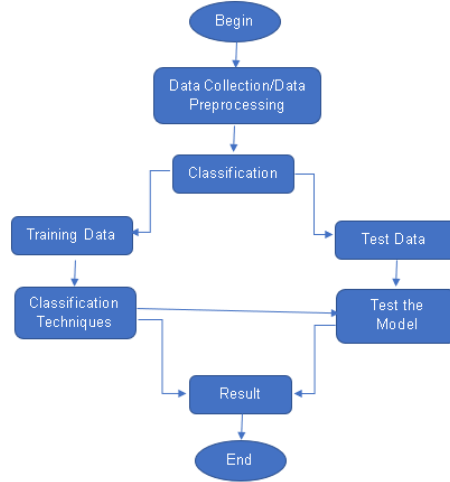 Begin
Data Collection/Data
Preprocessing
Classification
Training Data
Test Data
Classification
Techniques
Test the
Model
Result
End